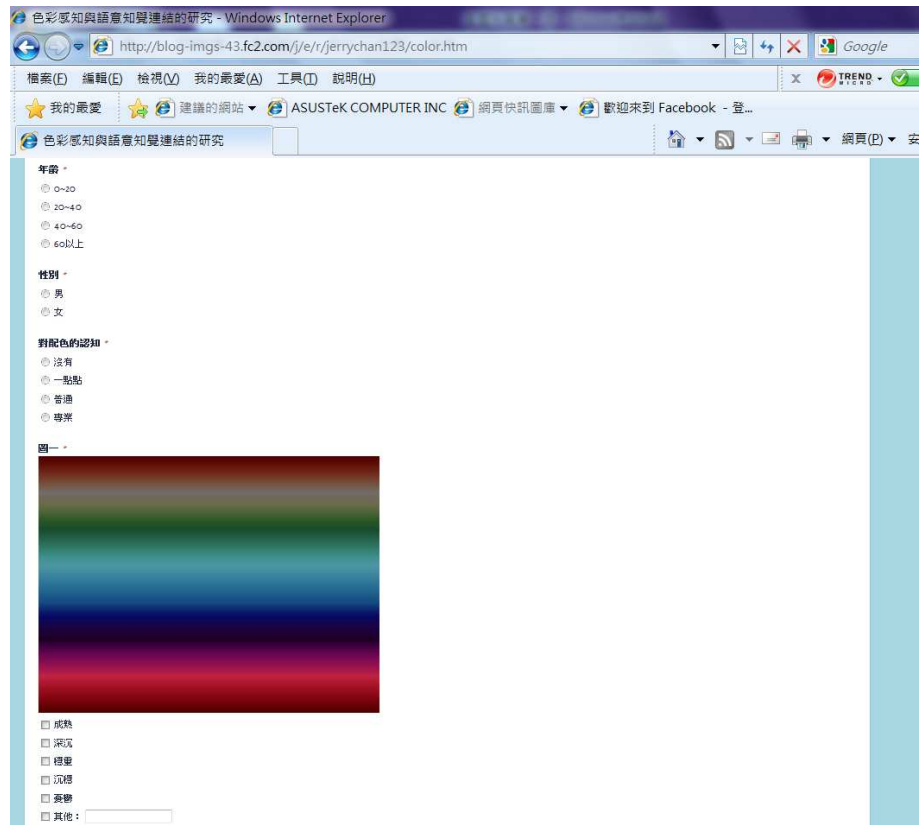 色彩感知與語意知覺連結的研究 - Windows Internet Explorer
http://blog-imgs-43.fc2.com/j/e/r/jerrychan123/color.htm
Google
檔案(F) 編輯(E) 檢視(V) 我的最愛(A) 工具(T) 說明(H)
x TREND MICRO
我的最愛 建議的網站 ASUSTeK COMPUTER INC 網頁快訊圖庫 歡迎來到 Facebook - 登...
色彩感知與語意知覺連結的研究
網頁(P) 安
年齡 *
0~20
20~40
40~60
60以上
性別 *
男
女
對配色的認知 *
沒有
一點點
普通
專業
圖一 *
成熟
深沉
穩重
沉穩
憂鬱
其他：